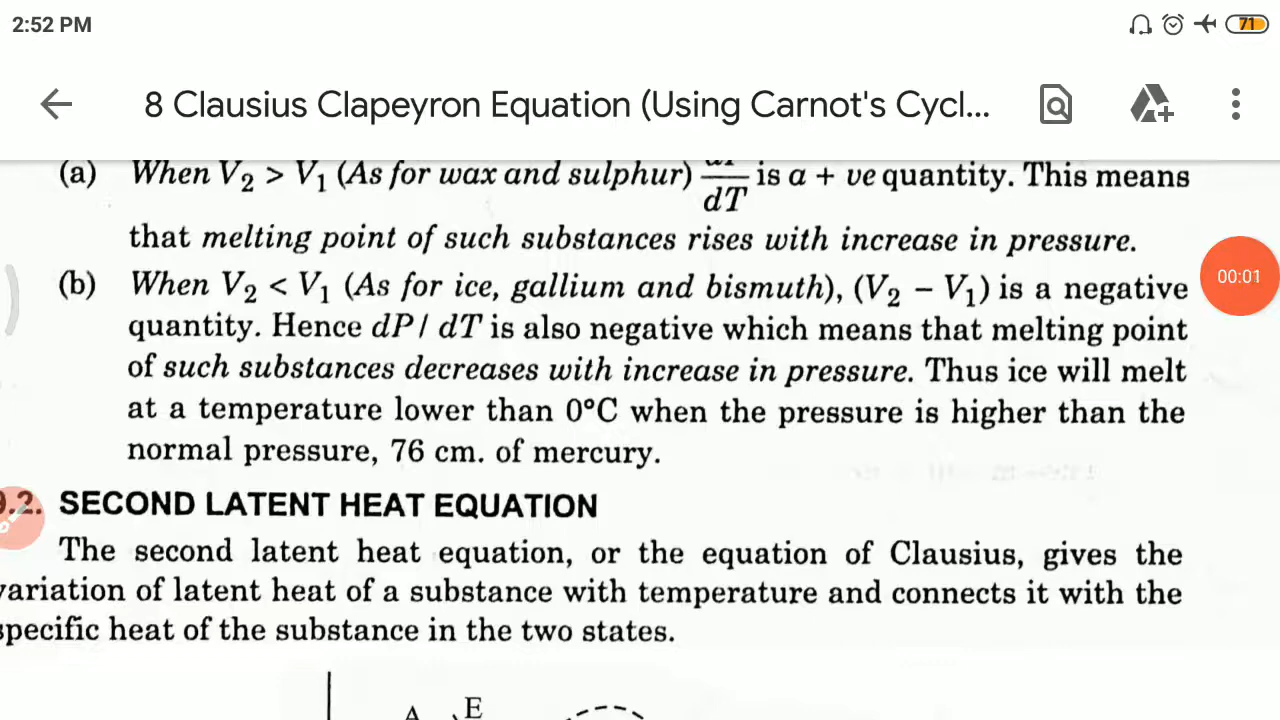 2:52 PM
71
8 Clausius Clapeyron Equation (Using Carnot's Cycl...
(a) When V₂ > V₁ (As for wax and sulphur) dP/dT is a + ve quantity. This means
that melting point of such substances rises with increase in pressure.
00:01
(b) When V₂ < V₁ (As for ice, gallium and bismuth), (V₂ − V₁) is a negative
quantity. Hence dP / dT is also negative which means that melting point
of such substances decreases with increase in pressure. Thus ice will melt
at a temperature lower than 0°C when the pressure is higher than the
normal pressure, 76 cm. of mercury.
9.2. SECOND LATENT HEAT EQUATION
The second latent heat equation, or the equation of Clausius, gives the
variation of latent heat of a substance with temperature and connects it with the
specific heat of the substance in the two states.
A E